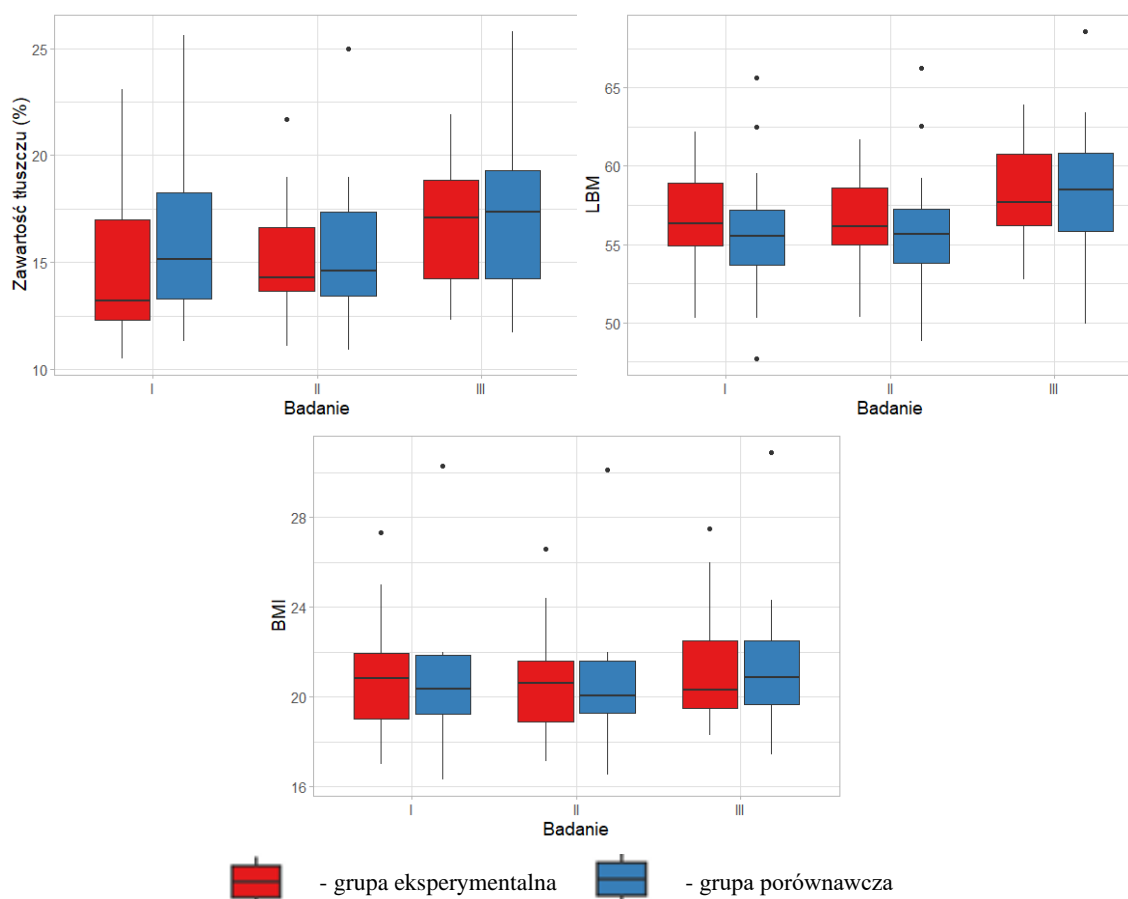 Zawartość tłuszczu (%)
25
20
15
10
I II III
Badanie
LBM
65
60
55
50
I II III
Badanie
BMI
28
24
20
16
I II III
Badanie
- grupa eksperymentalna - grupa porównawcza